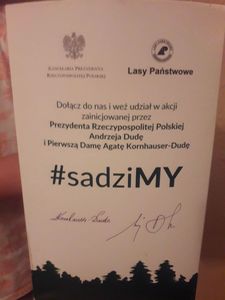 KANCELARIA PREZYDENTA
RZECZYPOSPOLITEJ POLSKIEJ
Lasy Państwowe
Dołącz do nas i weź udział w akcji
zainicjowanej przez
Prezydenta Rzeczypospolitej Polskiej
Andrzeja Dudę
i Pierwszą Damę Agatę Kornhauser-Dudę
#sadziMY